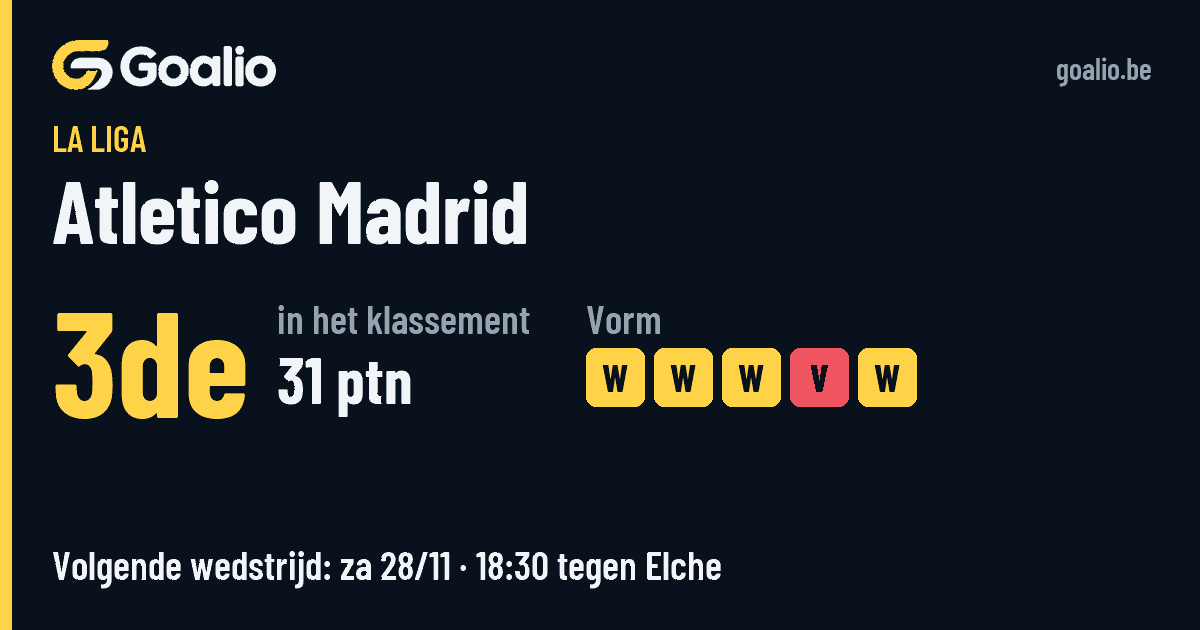 Goalio
goalio.be
LA LIGA
Atletico Madrid
3de
in het klassement
31 ptn
Vorm
W W W V W
Volgende wedstrijd: za 28/11 · 18:30 tegen Elche